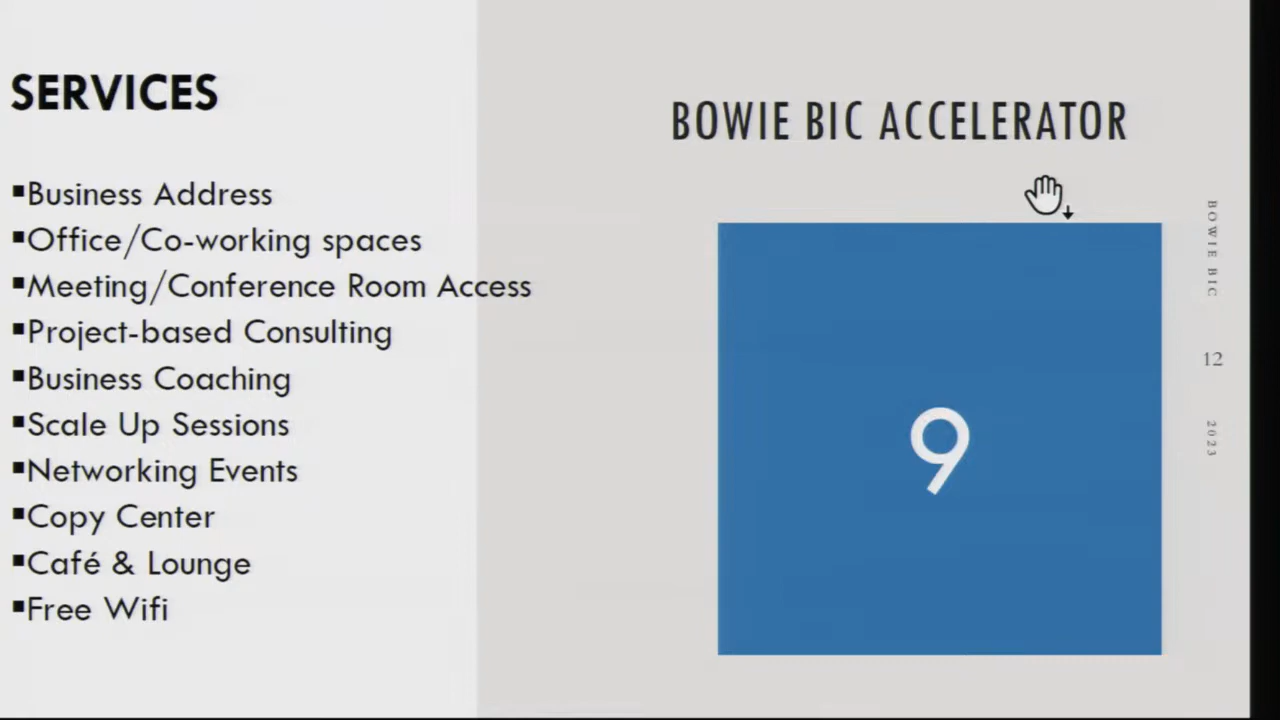 SERVICES
▪Business Address
▪Office/Co-working spaces
▪Meeting/Conference Room Access
▪Project-based Consulting
▪Business Coaching
▪Scale Up Sessions
▪Networking Events
▪Copy Center
▪Café & Lounge
▪Free Wifi
BOWIE BIC ACCELERATOR
9
BOWIE BIC
12
2023